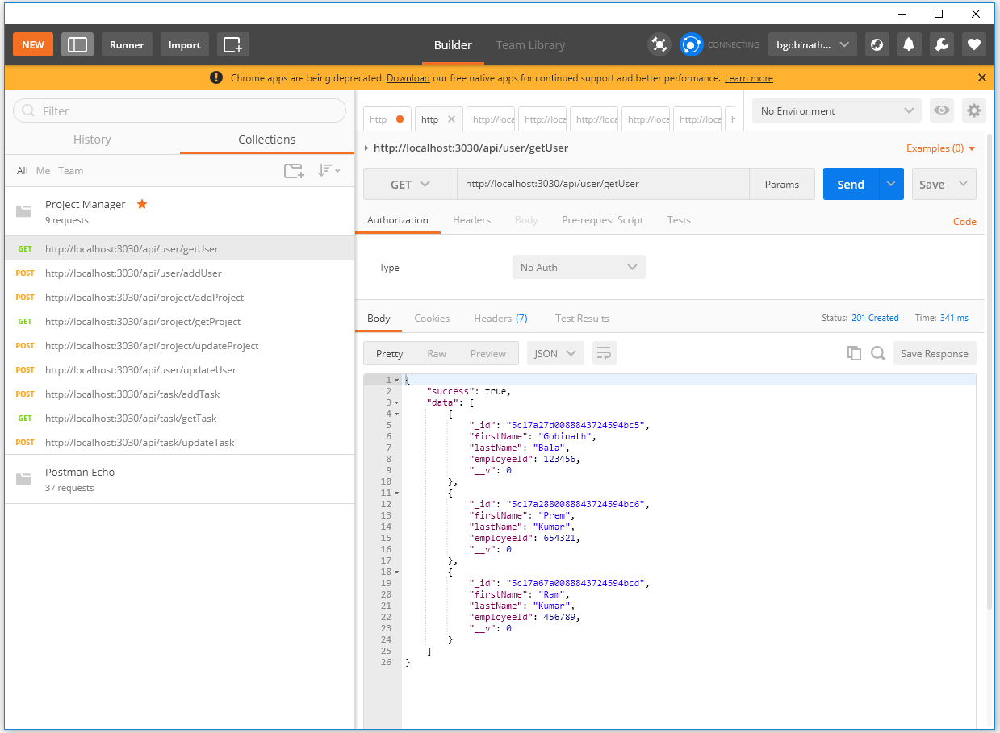 NEW Runner Import Builder Team Library CONNECTING bgobinath...
Chrome apps are being deprecated. Download our free native apps for continued support and better performance. Learn more
Filter
History Collections
All Me Team
Project Manager
9 requests
GET http://localhost:3030/api/user/getUser
POST http://localhost:3030/api/user/addUser
POST http://localhost:3030/api/project/addProject
GET http://localhost:3030/api/project/getProject
POST http://localhost:3030/api/project/updateProject
POST http://localhost:3030/api/user/updateUser
POST http://localhost:3030/api/task/addTask
GET http://localhost:3030/api/task/getTask
POST http://localhost:3030/api/task/updateTask
Postman Echo
37 requests
http http http://loca http://loca http://loca http://loca http://loca h No Environment
http://localhost:3030/api/user/getUser Examples (0)
GET http://localhost:3030/api/user/getUser Params Send Save
Authorization Headers Body Pre-request Script Tests Code
Type No Auth
Body Cookies Headers (7) Test Results Status: 201 Created Time: 341 ms
Pretty Raw Preview JSON Save Response
1 {
2 "success": true,
3 "data": [
4 {
5 "_id": "5c17a27d0088843724594bc5",
6 "firstName": "Gobinath",
7 "lastName": "Bala",
8 "employeeId": 123456,
9 "__v": 0
10 },
11 {
12 "_id": "5c17a2880088843724594bc6",
13 "firstName": "Prem",
14 "lastName": "Kumar",
15 "employeeId": 654321,
16 "__v": 0
17 },
18 {
19 "_id": "5c17a67a0088843724594bcd",
20 "firstName": "Ram",
21 "lastName": "Kumar",
22 "employeeId": 456789,
23 "__v": 0
24 }
25 ]
26 }